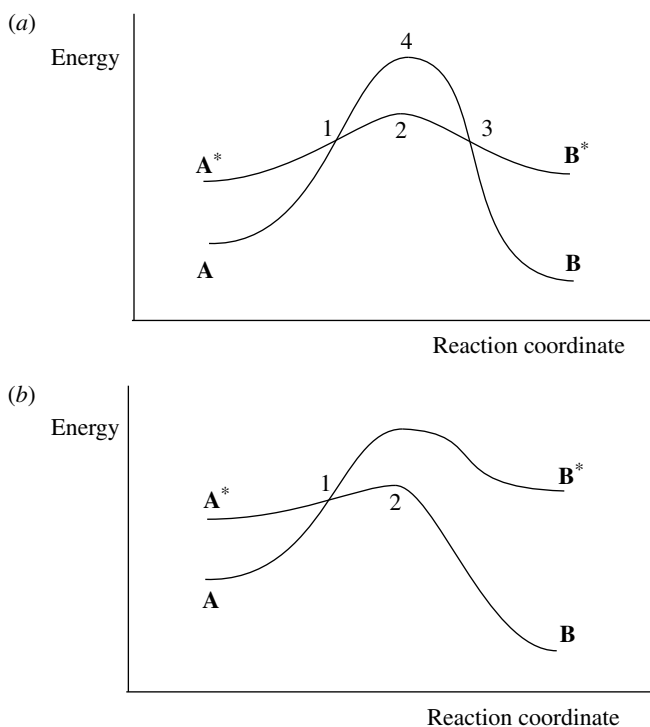 (a)
Energy
4
1 2 3
A* B*
A B
Reaction coordinate
(b)
Energy
1 2
A* B*
A B
Reaction coordinate